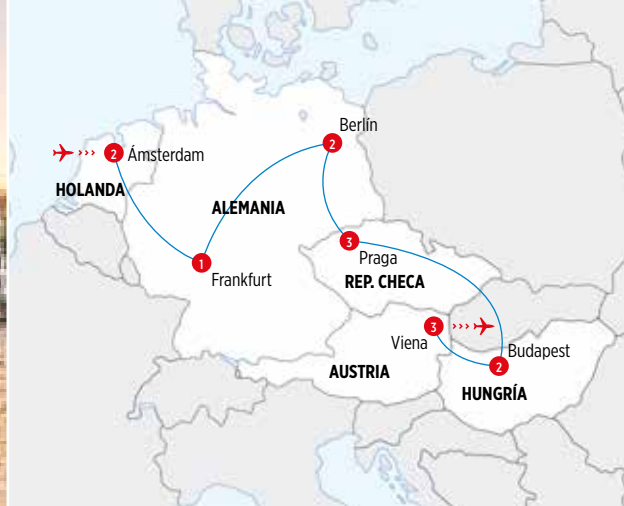 Berlín
2
2 Ámsterdam
HOLANDA
ALEMANIA
3
Praga
1
Frankfurt
REP. CHECA
3
Viena
Budapest
2
AUSTRIA
HUNGRÍA